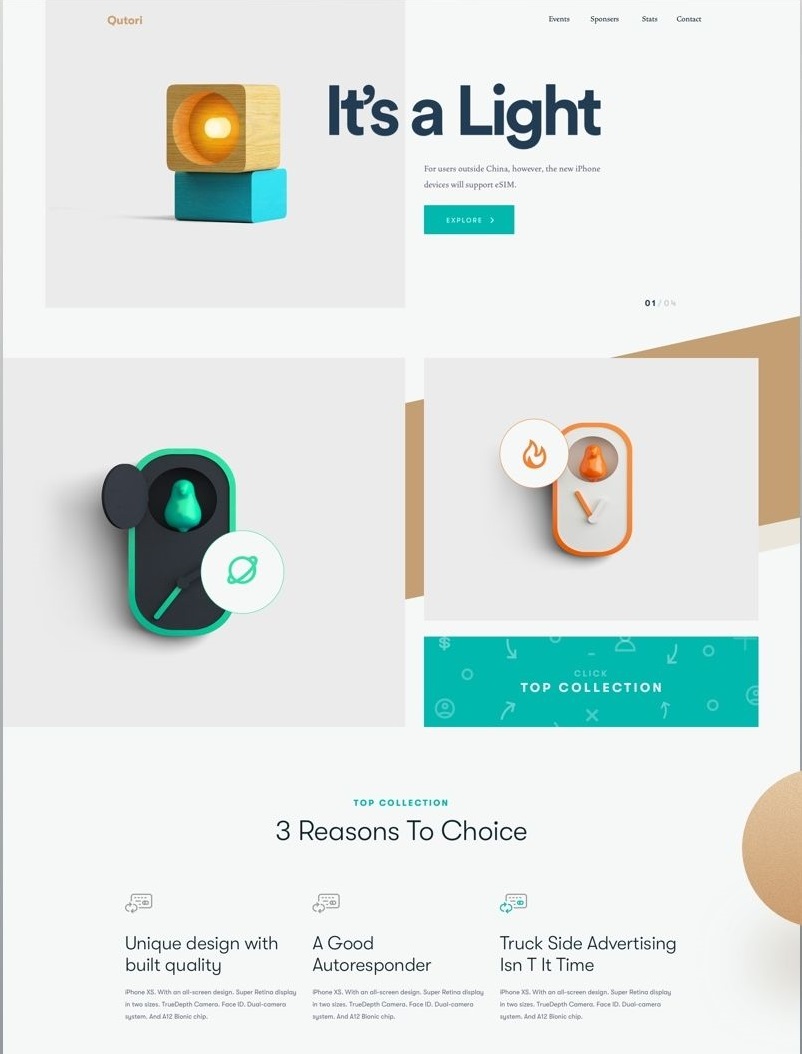 Qutori
Events Sponsers Stats Contact
It's a Light
For users outside China, however, the new iPhone
devices will support eSIM.
EXPLORE
01/04
CLICK
TOP COLLECTION
TOP COLLECTION
3 Reasons To Choice
Unique design with
built quality
iPhone XS. With an all-screen design. Super Retina display
in two sizes. TrueDepth Camera. Face ID. Dual-camera
system. And A12 Bionic chip.
A Good
Autoresponder
iPhone XS. With an all-screen design. Super Retina display
in two sizes. TrueDepth Camera. Face ID. Dual-camera
system. And A12 Bionic chip.
Truck Side Advertising
Isn T It Time
iPhone XS. With an all-screen design. Super Retina display
in two sizes. TrueDepth Camera. Face ID. Dual-camera
system. And A12 Bionic chip.